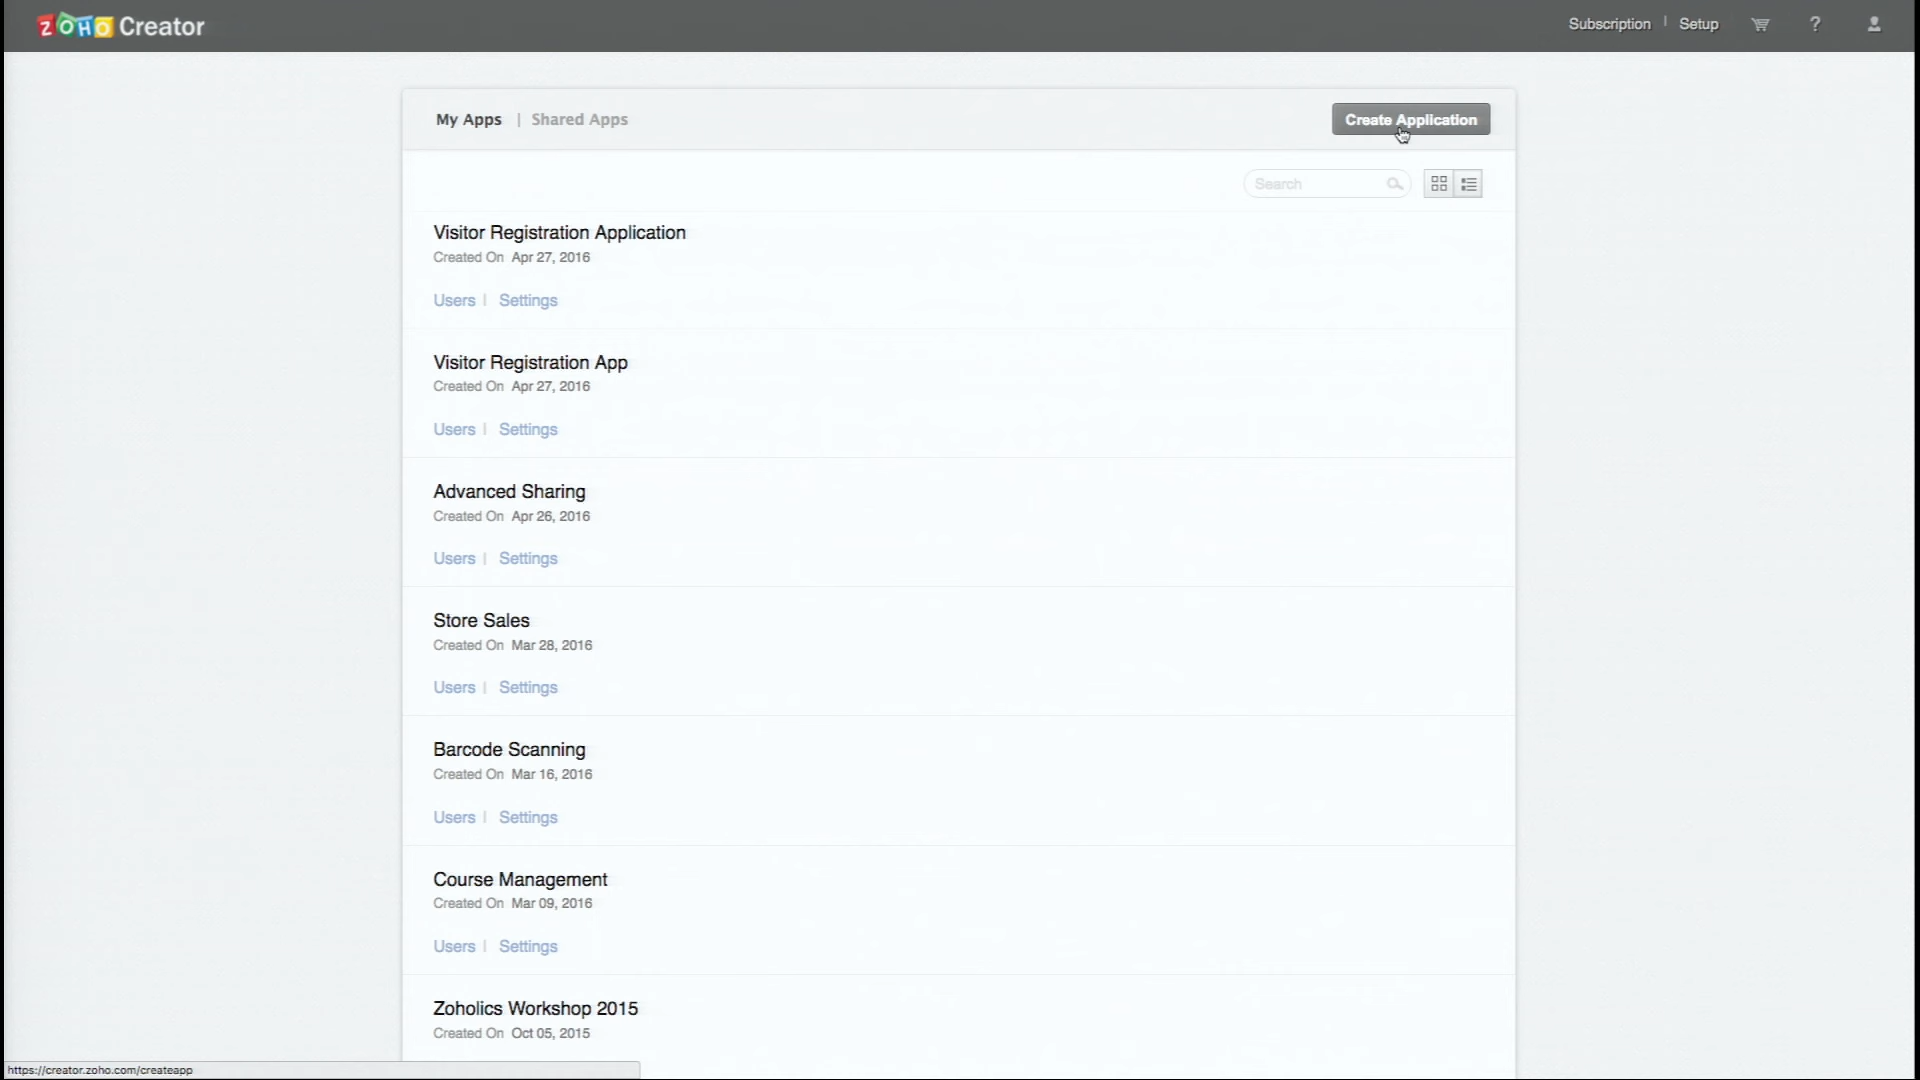 ZOHO Creator
Subscription | Setup ?
My Apps | Shared Apps
Create Application
Search
Visitor Registration Application
Created On Apr 27, 2016
Users | Settings
Visitor Registration App
Created On Apr 27, 2016
Users | Settings
Advanced Sharing
Created On Apr 26, 2016
Users | Settings
Store Sales
Created On Mar 28, 2016
Users | Settings
Barcode Scanning
Created On Mar 16, 2016
Users | Settings
Course Management
Created On Mar 09, 2016
Users | Settings
Zoholics Workshop 2015
Created On Oct 05, 2015
https://creator.zoho.com/createapp